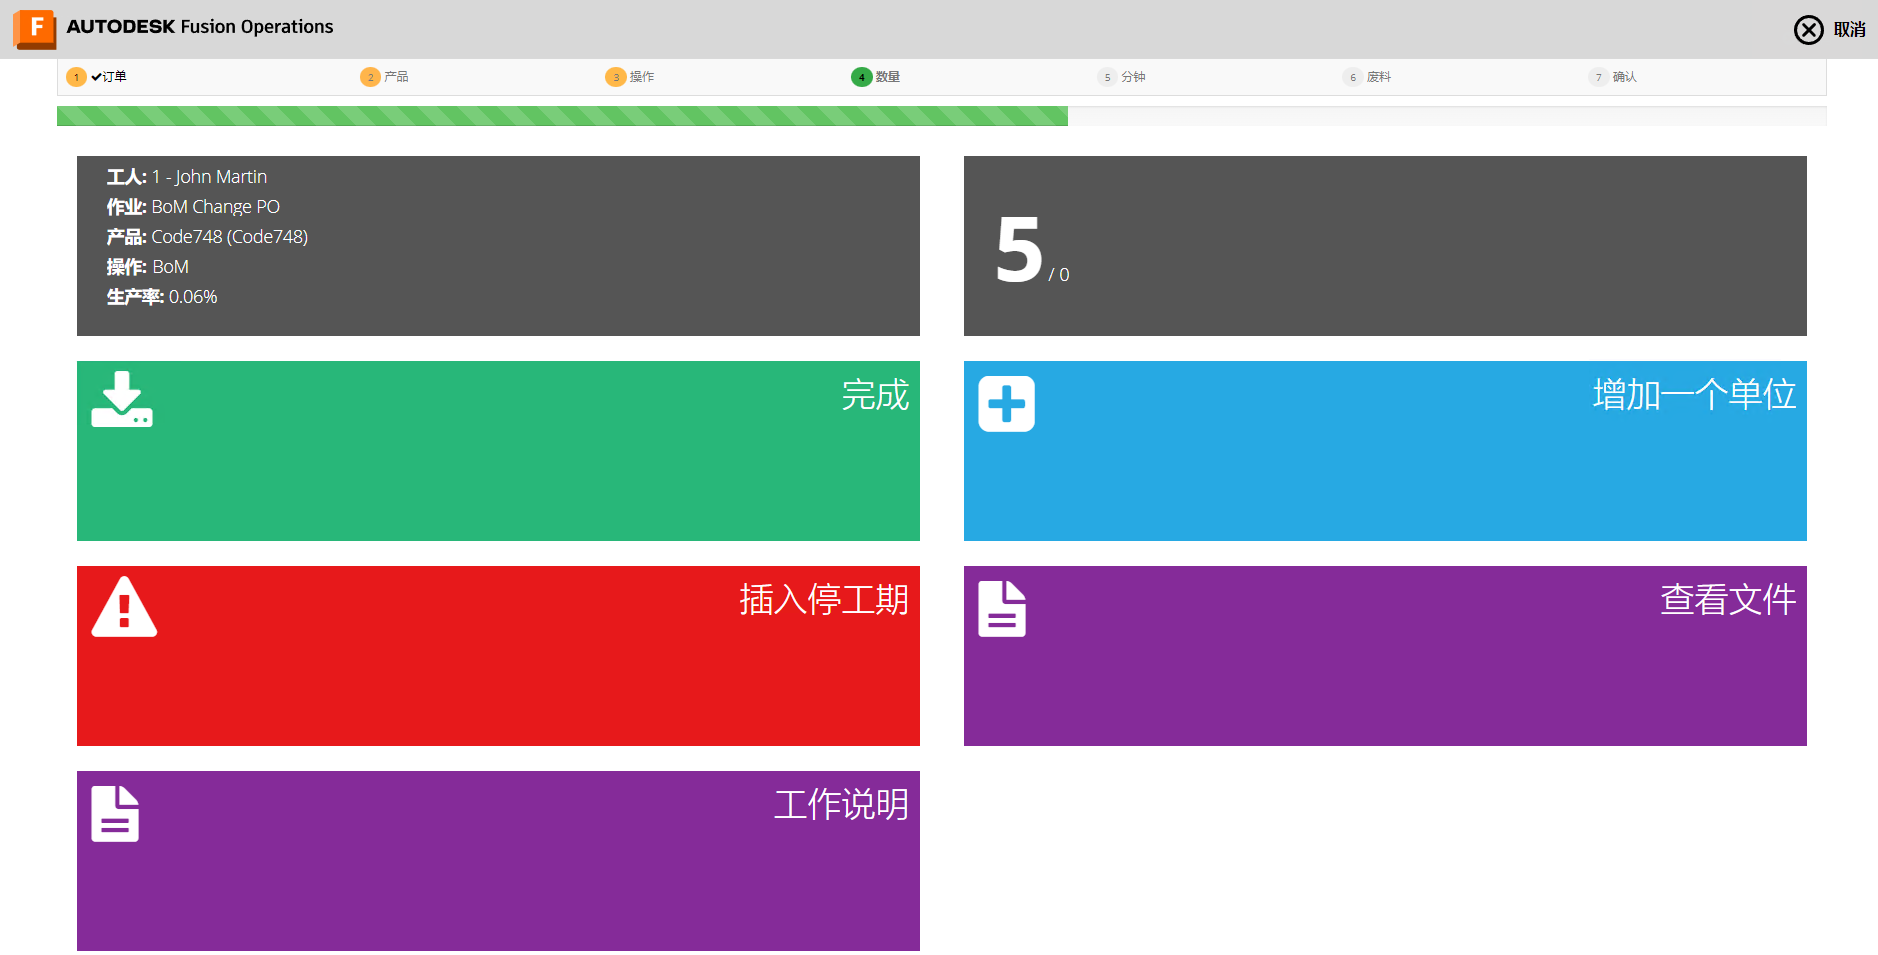 F AUTODESK Fusion Operations
取消
1 订单
2 产品
3 操作
4 数量
5 分钟
6 废料
7 确认
工人: 1 - John Martin
作业: BoM Change PO
产品: Code748 (Code748)
操作: BoM
生产率: 0.06%
5 / 0
完成
增加一个单位
插入停工期
查看文件
工作说明